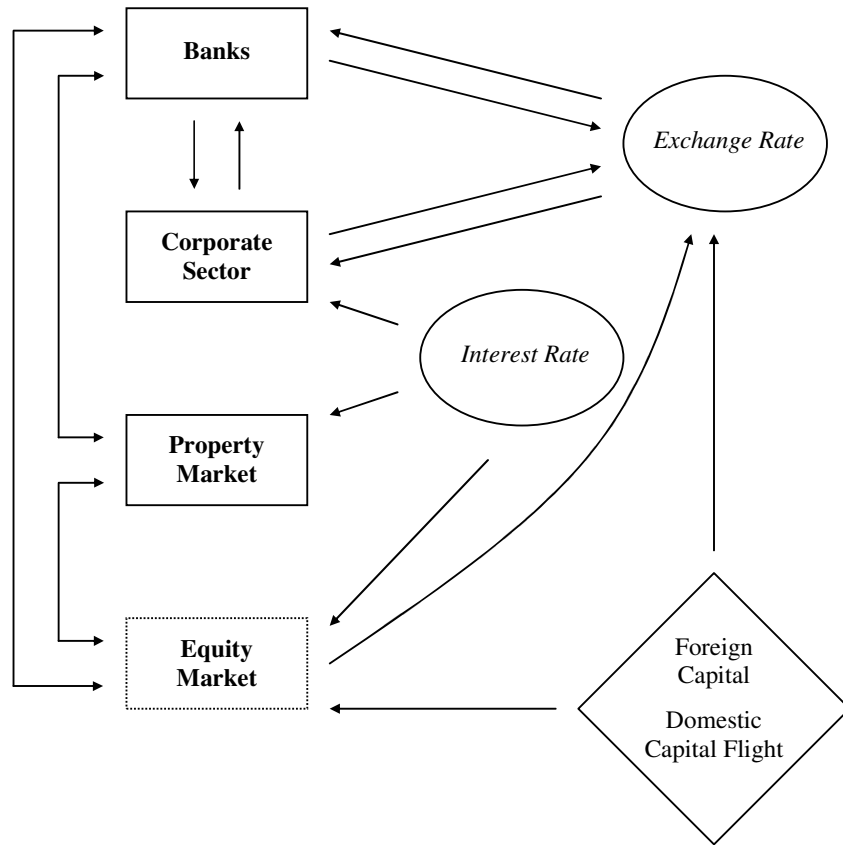 Banks
Exchange Rate
Corporate
Sector
Interest Rate
Property
Market
Equity
Market
Foreign
Capital
Domestic
Capital Flight